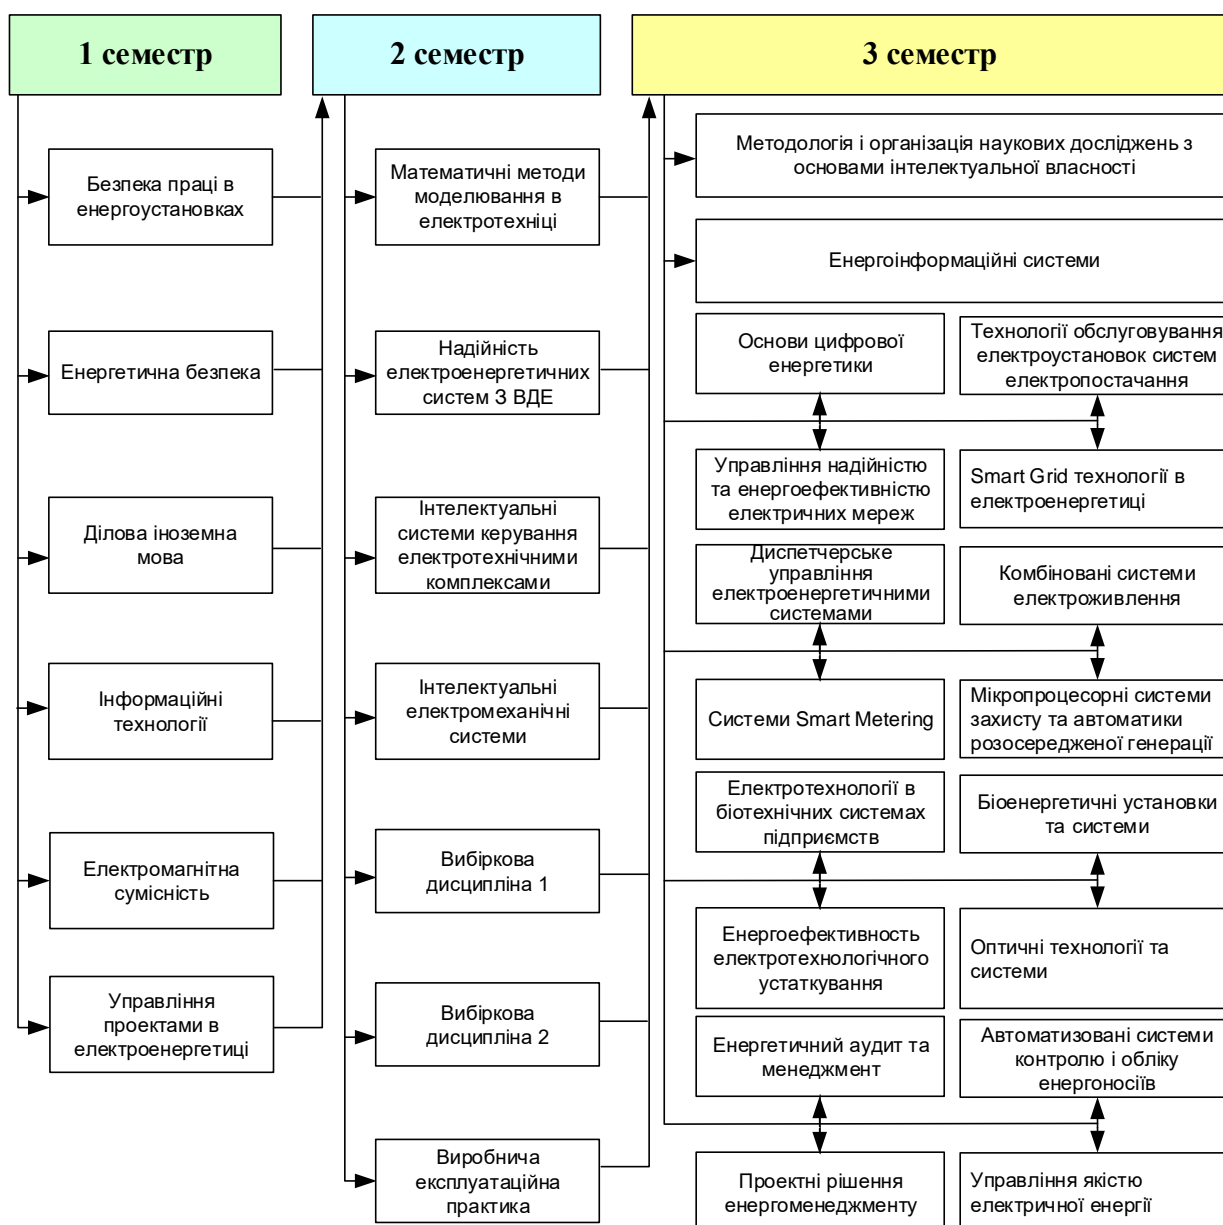 1 семестр
2 семестр
3 семестр
Безпека праці в
енергоустановках
Енергетична безпека
Ділова іноземна
мова
Інформаційні
технології
Електромагнітна
сумісність
Управління
проектами в
електроенергетиці
Математичні методи
моделювання в
електротехніці
Надійність
електроенергетичних
систем З ВДЕ
Інтелектуальні
системи керування
електротехнічними
комплексами
Інтелектуальні
електромеханічні
системи
Вибіркова
дисципліна 1
Вибіркова
дисципліна 2
Виробнича
експлуатаційна
практика
Методологія і організація наукових досліджень з
основами інтелектуальної власності
Енергоінформаційні системи
Основи цифрової
енергетики
Технології обслуговування
електроустановок систем
електропостачання
Управління надійністю
та енергоефективністю
електричних мереж
Smart Grid технології в
електроенергетиці
Диспетчерське
управління
електроенергетичними
системами
Комбіновані системи
електроживлення
Системи Smart Metering
Мікропроцесорні системи
захисту та автоматики
розосередженої генерації
Електротехнології в
біотехнічних системах
підприємств
Біоенергетичні установки
та системи
Енергоефективность
електротехнологічного
устаткування
Оптичні технології та
системи
Енергетичний аудит та
менеджмент
Автоматизовані системи
контролю і обліку
енергоносіїв
Проектні рішення
енергоменеджменту
Управління якістю
електричної енергії